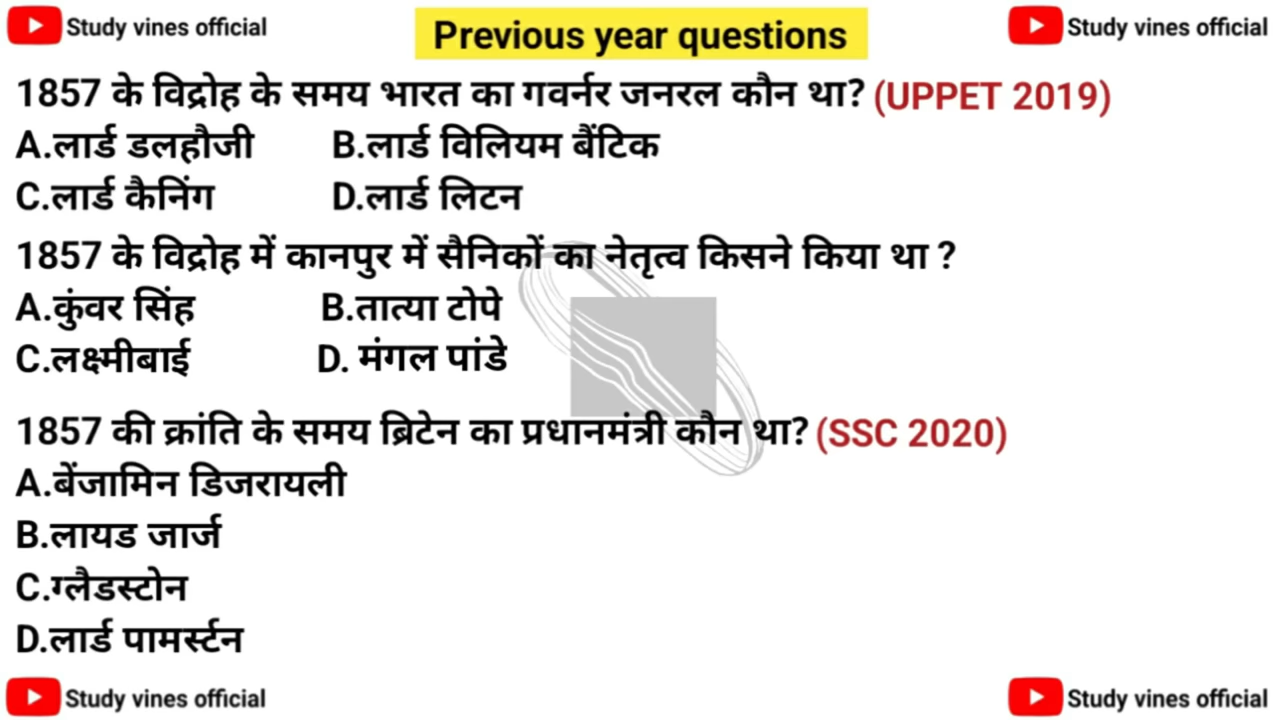 Study vines official
Previous year questions
Study vines official
1857 के विद्रोह के समय भारत का गवर्नर जनरल कौन था? (UPPET 2019)
A.लार्ड डलहौजी B.लार्ड विलियम बैंटिक
C.लार्ड कैनिंग D.लार्ड लिटन
1857 के विद्रोह में कानपुर में सैनिकों का नेतृत्व किसने किया था ?
A.कुंवर सिंह B.तात्या टोपे
C.लक्ष्मीबाई D. मंगल पांडे
1857 की क्रांति के समय ब्रिटेन का प्रधानमंत्री कौन था? (SSC 2020)
A.बेंजामिन डिजरायली
B.लायड जार्ज
C.ग्लैडस्टोन
D.लार्ड पामर्स्टन
Study vines official
Study vines official